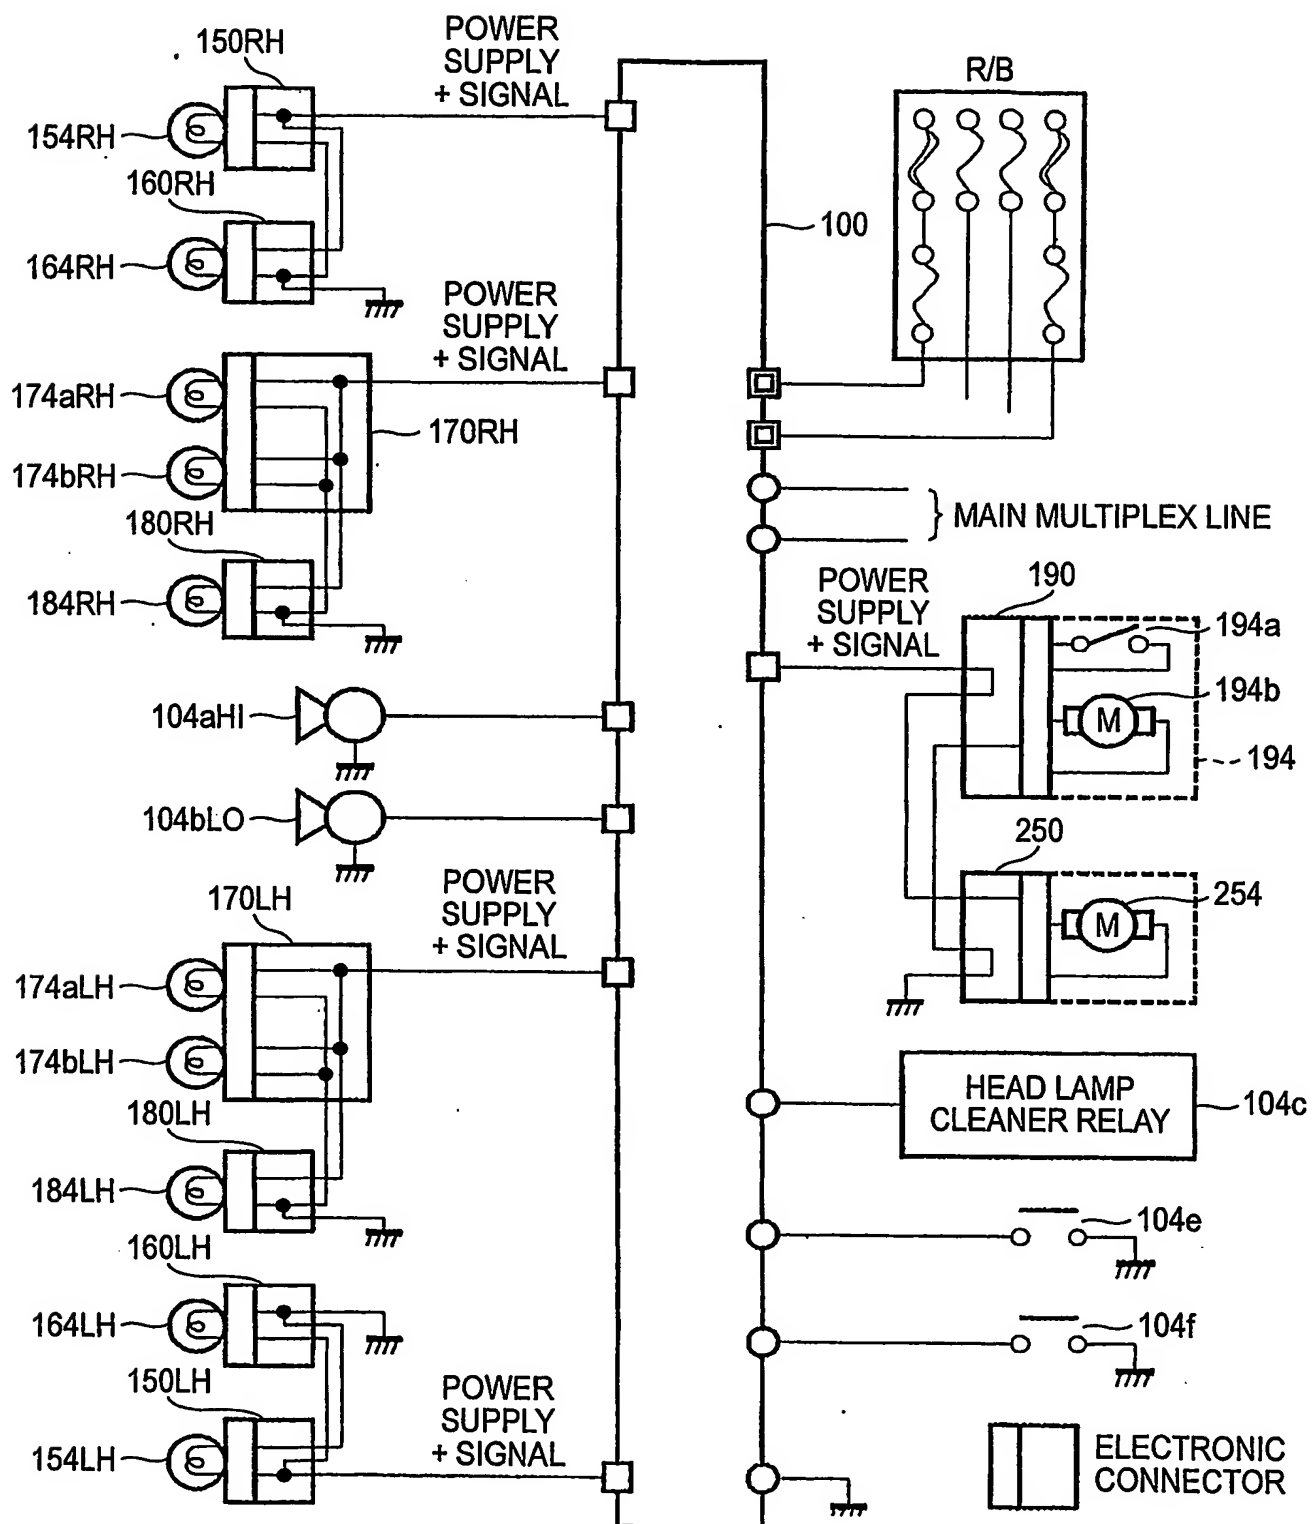 150RH
POWER
SUPPLY
+ SIGNAL
R/B
154RH
160RH
100
164RH
POWER
SUPPLY
+ SIGNAL
174aRH
170RH
174bRH
180RH
MAIN MULTIPLEX LINE
184RH
POWER
SUPPLY
+ SIGNAL
190
194a
194b
M
194
104aHI
104bLO
250
254
M
170LH
POWER
SUPPLY
+ SIGNAL
174aLH
174bLH
180LH
HEAD LAMP
CLEANER RELAY
104c
184LH
104e
160LH
164LH
104f
150LH
POWER
SUPPLY
+ SIGNAL
154LH
ELECTRONIC
CONNECTOR